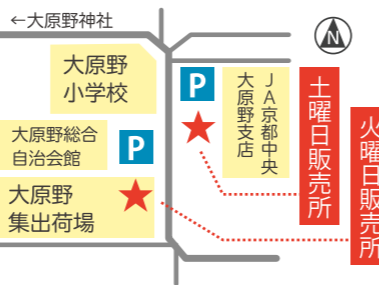 ←大原野神社
N
大原野
小学校
P
大原野支店
JA京都中央
土曜日販売所
火曜日販売所
大原野総合
自治会館
P
大原野
集出荷場